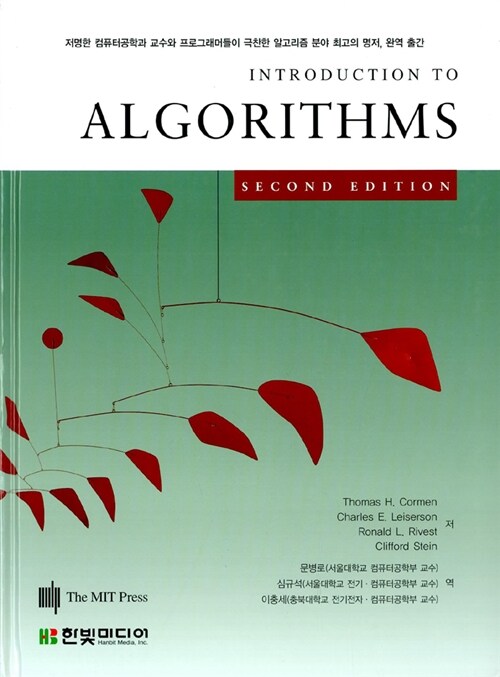 저명한 컴퓨터공학과 교수와 프로그래머들이 극찬한 알고리즘 분야 최고의 명저, 완역 출간
INTRODUCTION TO
ALGORITHMS
SECOND EDITION
Thomas H. Cormen
Charles E. Leiserson
Ronald L. Rivest
Clifford Stein
저
문병로(서울대학교 컴퓨터공학부 교수)
심규석(서울대학교 전기·컴퓨터공학부 교수) 역
이충세(충북대학교 전기전자·컴퓨터공학부 교수)
The MIT Press
HB 한빛미디어
Hanbit Media, Inc.